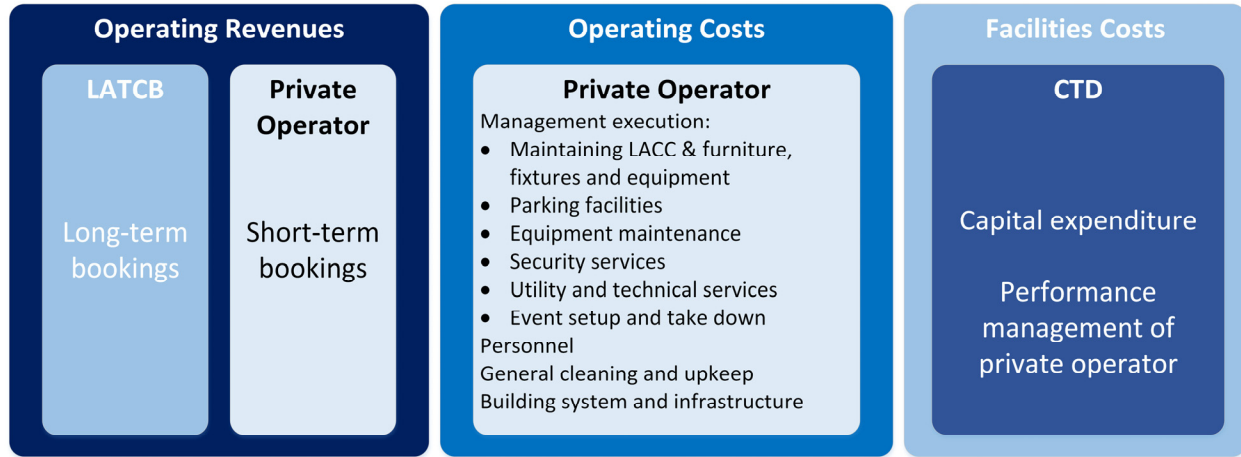 Operating Revenues
LATCB
Long-term
bookings
Private
Operator
Short-term
bookings
Operating Costs
Private Operator
Management execution:
• Maintaining LACC & furniture,
fixtures and equipment
• Parking facilities
• Equipment maintenance
• Security services
• Utility and technical services
• Event setup and take down
Personnel
General cleaning and upkeep
Building system and infrastructure
Facilities Costs
CTD
Capital expenditure
Performance
management of
private operator